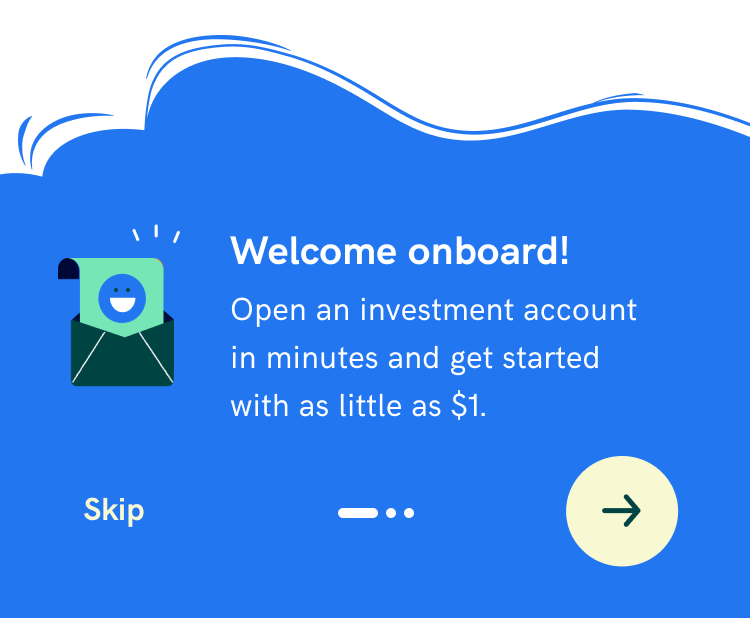 Welcome onboard!
Open an investment account
in minutes and get started
with as little as $1.
Skip